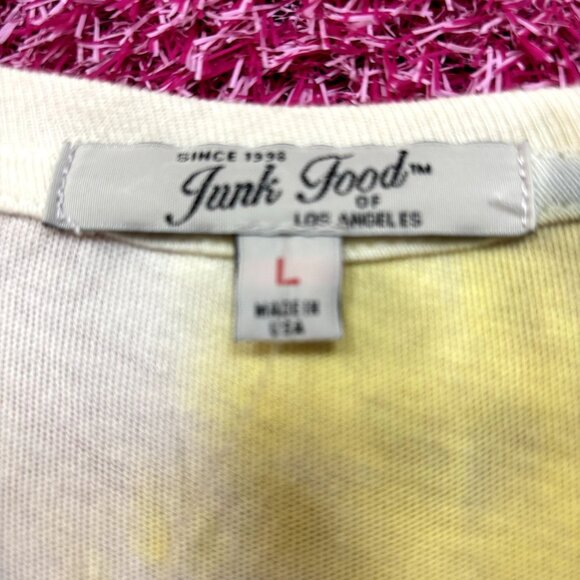 SINCE 1998
Junk Food™
OF
LOS ANGELES
L
MADE IN
USA